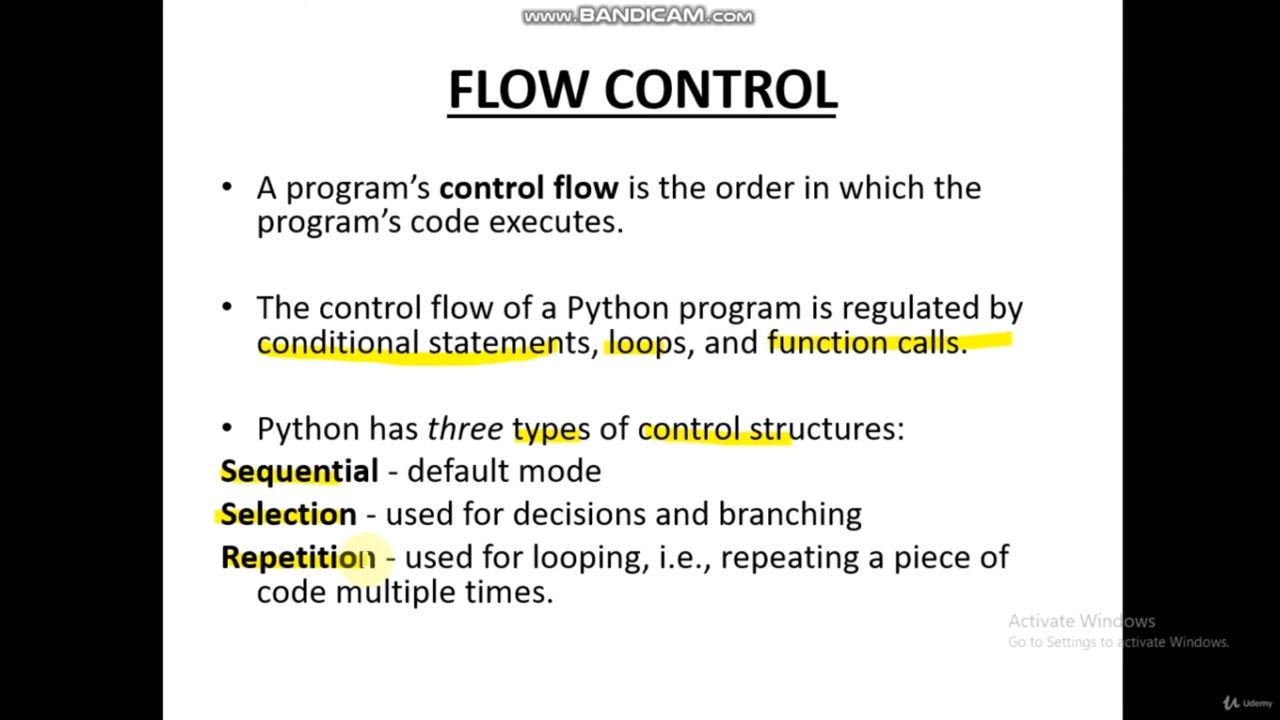 www.BANDICAM.com
FLOW CONTROL
• A program's control flow is the order in which the
program's code executes.
• The control flow of a Python program is regulated by
conditional statements, loops, and function calls.
• Python has three types of control structures:
Sequential - default mode
Selection - used for decisions and branching
Repetition - used for looping, i.e., repeating a piece of
code multiple times.
Activate Windows
Go to Settings to activate Windows.
Udemy